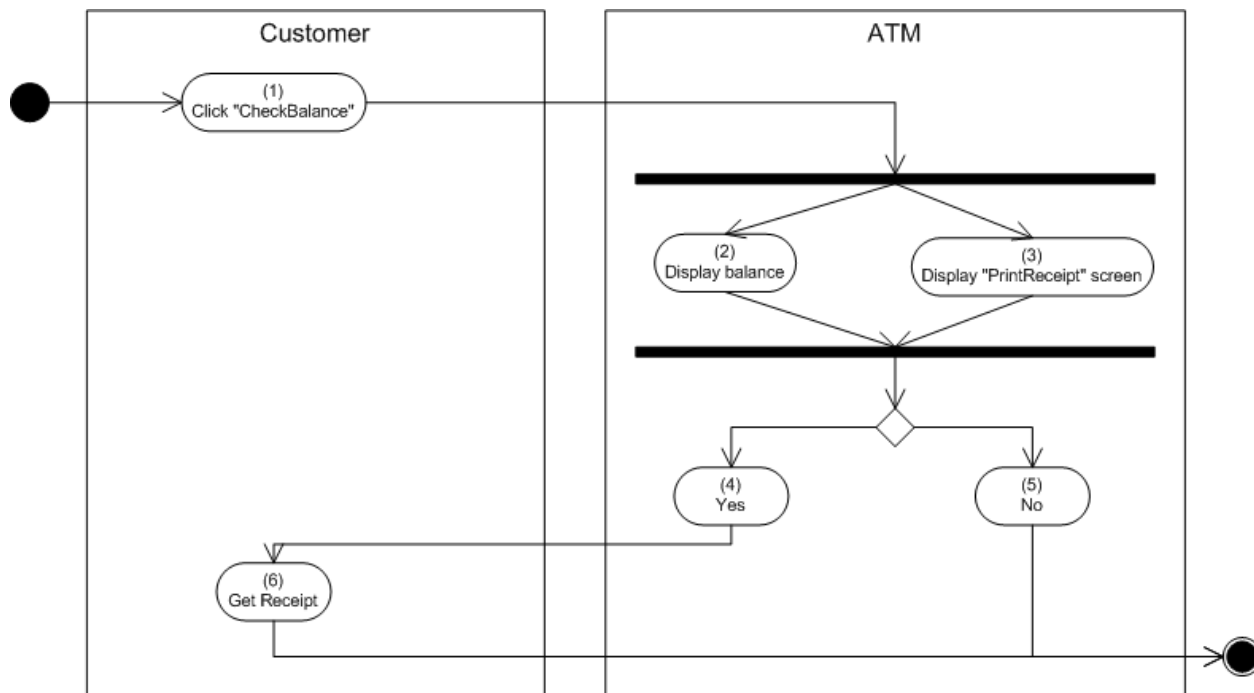 Customer
ATM
(1)
Click "CheckBalance"
(2)
Display balance
(3)
Display "PrintReceipt" screen
(4)
Yes
(5)
No
(6)
Get Receipt